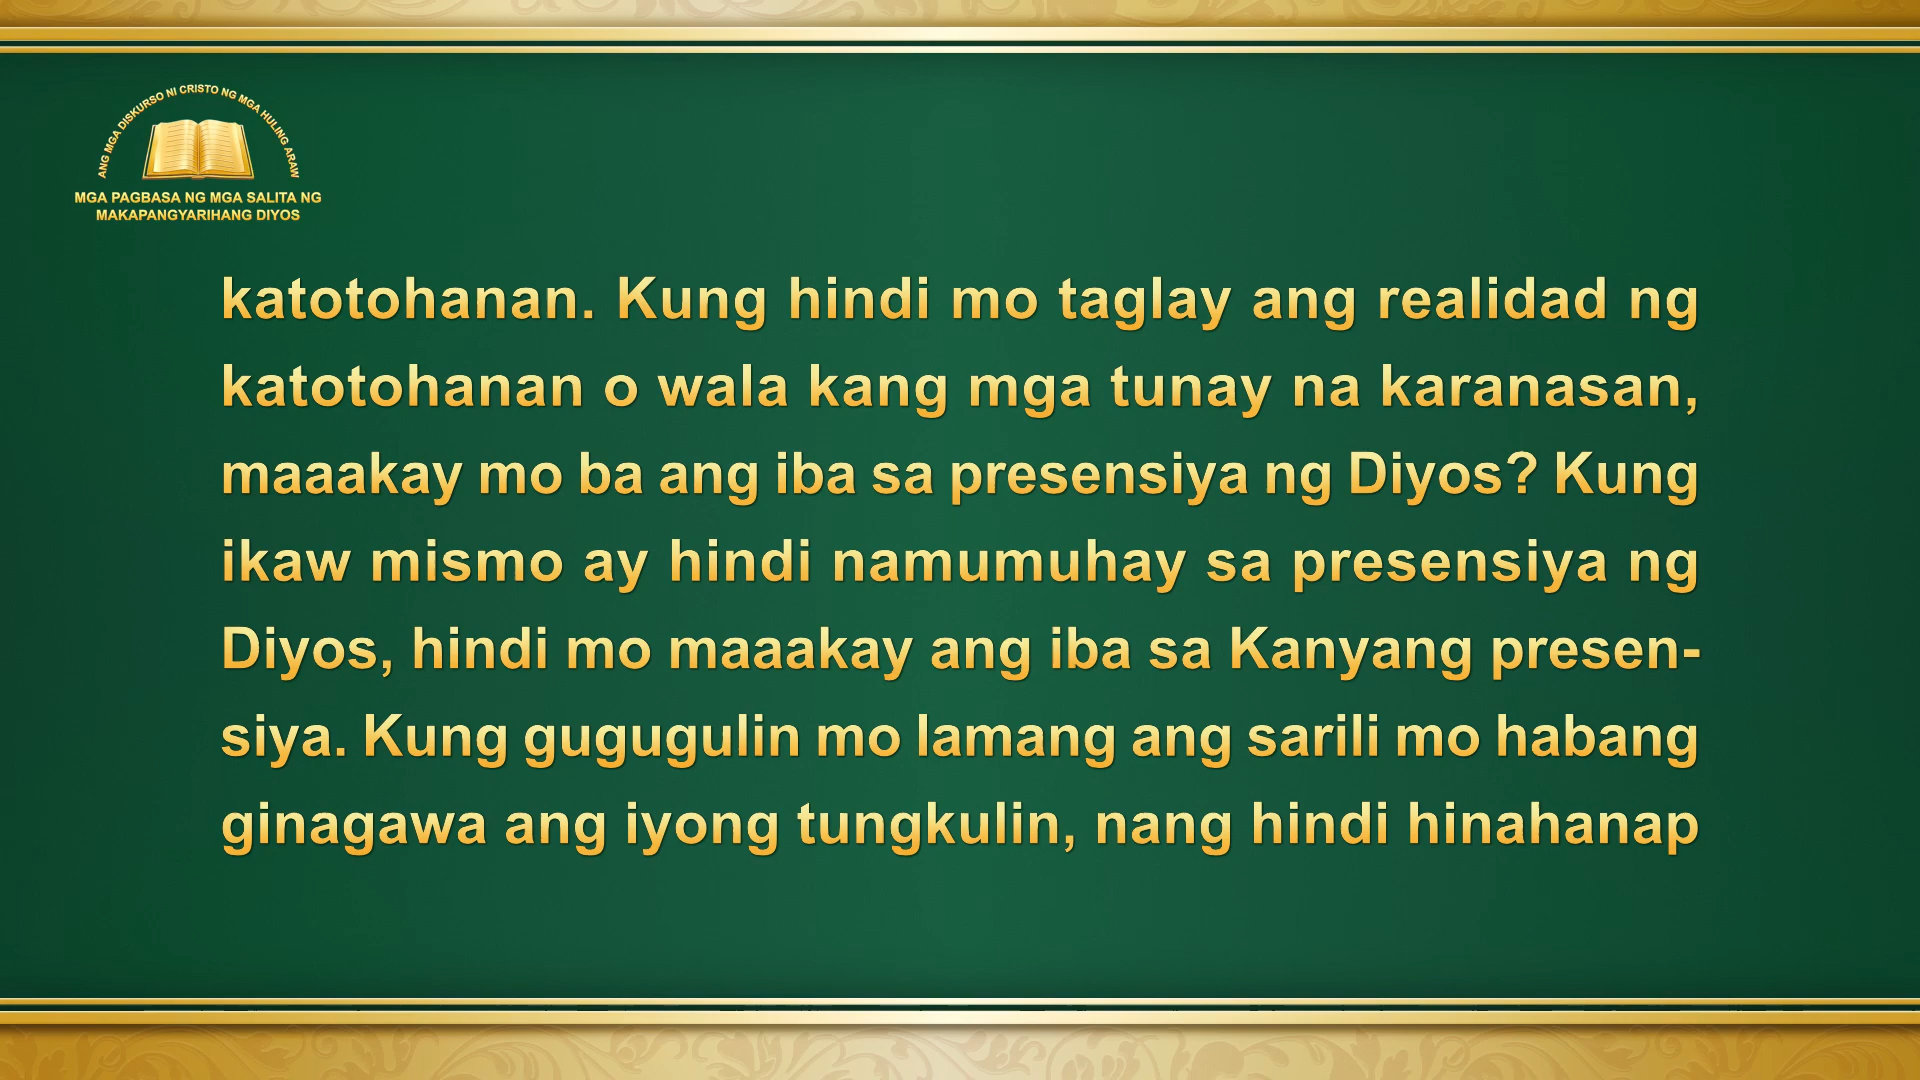 ANG MGA DISKURSO NI CRISTO NG MGA HULING ARAW
MGA PAGBASA NG MGA SALITA NG
MAKAPANGYARIHANG DIYOS
katotohanan. Kung hindi mo taglay ang realidad ng
katotohanan o wala kang mga tunay na karanasan,
maaakay mo ba ang iba sa presensiya ng Diyos? Kung
ikaw mismo ay hindi namumuhay sa presensiya ng
Diyos, hindi mo maaakay ang iba sa Kanyang presen-
siya. Kung gugugulin mo lamang ang sarili mo habang
ginagawa ang iyong tungkulin, nang hindi hinahanap